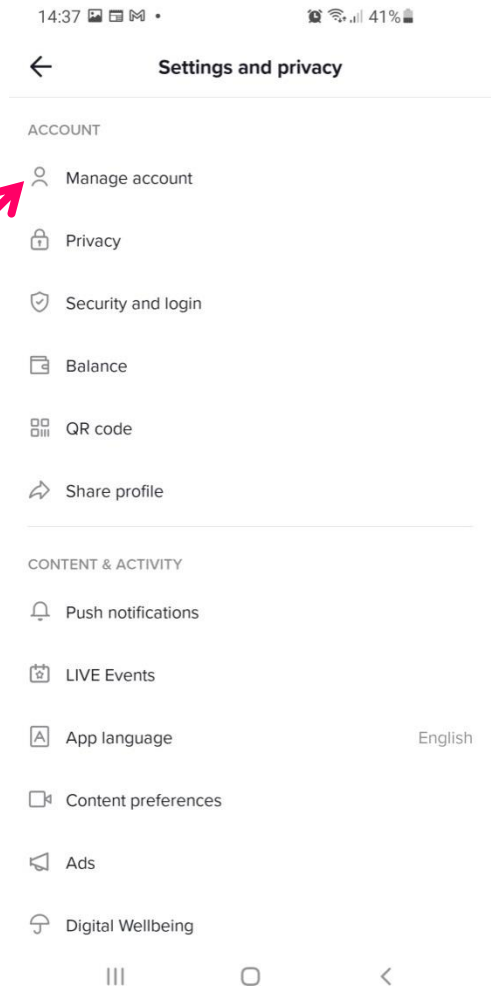 14:37 41%
Settings and privacy
ACCOUNT
Manage account
Privacy
Security and login
Balance
QR code
Share profile
CONTENT & ACTIVITY
Push notifications
LIVE Events
App language English
Content preferences
Ads
Digital Wellbeing